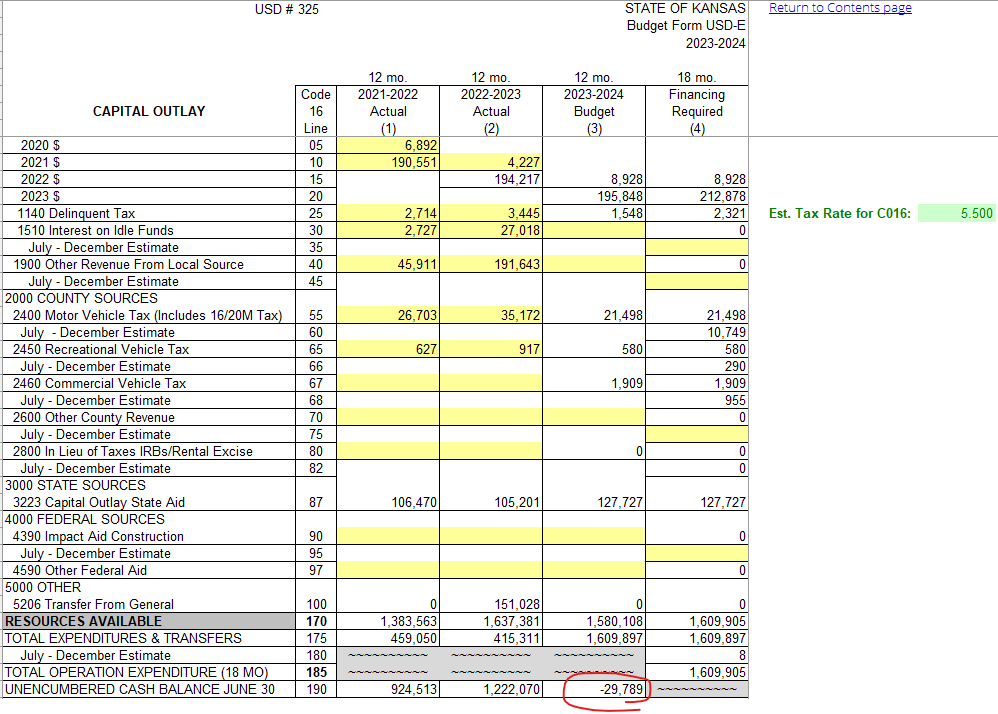 USD # 325 STATE OF KANSAS Return to Contents page
Budget Form USD-E
2023-2024
12 mo. 12 mo. 12 mo. 18 mo.
Code 2021-2022 2022-2023 2023-2024 Financing
CAPITAL OUTLAY 16 Actual Actual Budget Required
Line (1) (2) (3) (4)
2020 $ 05 6,892
2021 $ 10 190,551 4,227
2022 $ 15 194,217 8,928 8,928
2023 $ 20 195,848 212,878
1140 Delinquent Tax 25 2,714 3,445 1,548 2,321 Est. Tax Rate for C016: 5.500
1510 Interest on Idle Funds 30 2,727 27,018 0
July - December Estimate 35
1900 Other Revenue From Local Source 40 45,911 191,643 0
July - December Estimate 45
2000 COUNTY SOURCES
2400 Motor Vehicle Tax (Includes 16/20M Tax) 55 26,703 35,172 21,498 21,498
July - December Estimate 60 10,749
2450 Recreational Vehicle Tax 65 627 917 580 580
July - December Estimate 66 290
2460 Commercial Vehicle Tax 67 1,909 1,909
July - December Estimate 68 955
2600 Other County Revenue 70 0
July - December Estimate 75
2800 In Lieu of Taxes IRBs/Rental Excise 80 0 0
July - December Estimate 82 0
3000 STATE SOURCES
3223 Capital Outlay State Aid 87 106,470 105,201 127,727 127,727
4000 FEDERAL SOURCES
4390 Impact Aid Construction 90 0
July - December Estimate 95
4590 Other Federal Aid 97 0
5000 OTHER
5206 Transfer From General 100 0 151,028 0 0
RESOURCES AVAILABLE 170 1,383,563 1,637,381 1,580,108 1,609,905
TOTAL EXPENDITURES & TRANSFERS 175 459,050 415,311 1,609,897 1,609,897
July - December Estimate 180 ~~~~~~~~~~ ~~~~~~~~~~ ~~~~~~~~~~ 8
TOTAL OPERATION EXPENDITURE (18 MO) 185 ~~~~~~~~~~ ~~~~~~~~~~ ~~~~~~~~~~ 1,609,905
UNENCUMBERED CASH BALANCE JUNE 30 190 924,513 1,222,070 -29,789 ~~~~~~~~~~